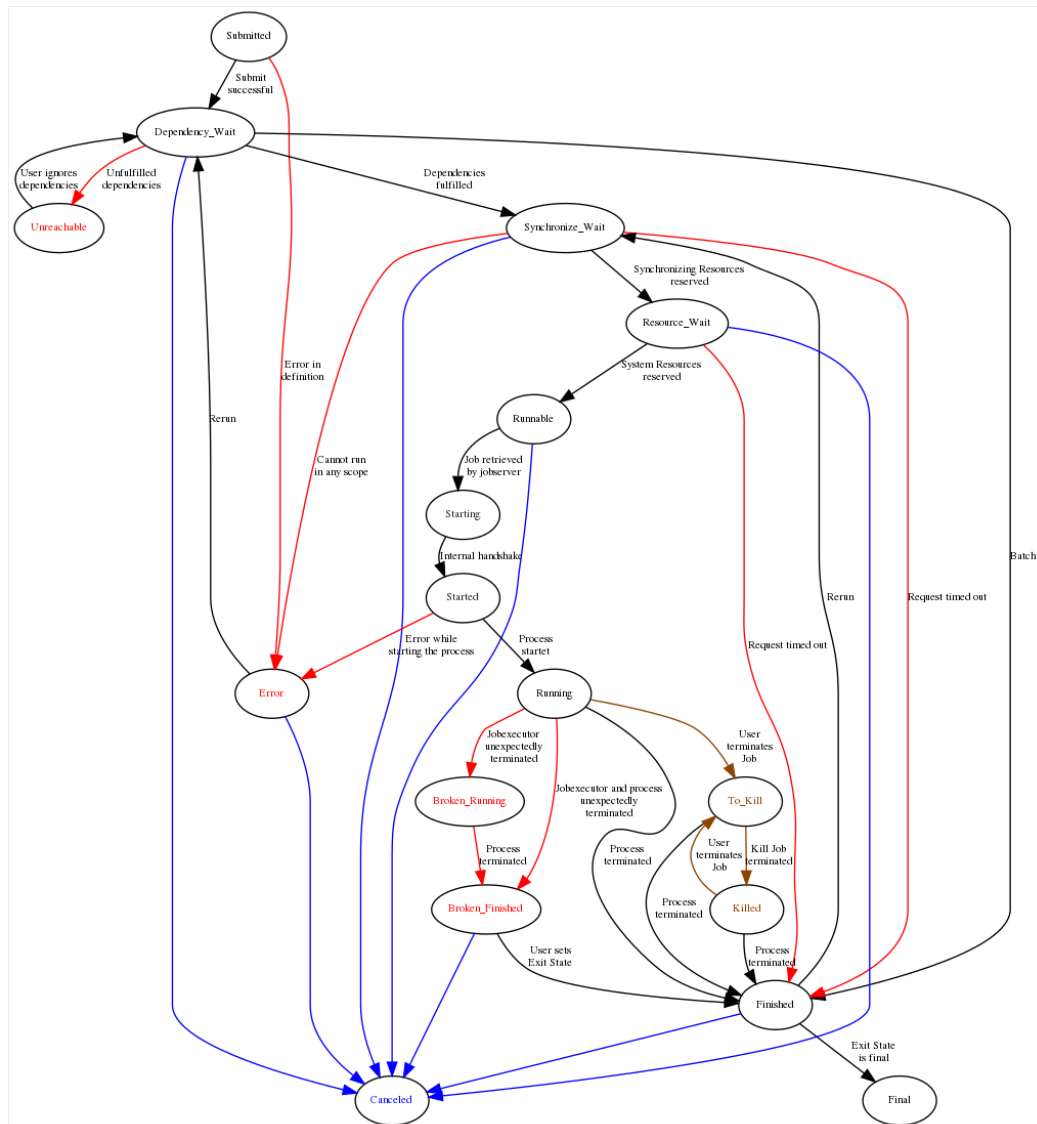 Submitted
Submit
successful
Dependency_Wait
User ignores
dependencies
Unfulfilled
dependencies
Dependencies
fulfilled
Unreachable
Synchronize_Wait
Synchronizing Resources
reserved
Resource_Wait
Error in
definition
System Resources
reserved
Rerun
Runnable
Cannot run
in any scope
Job retrieved
by jobserver
Starting
Internal handshake
Batch
Started
Rerun
Request timed out
Error while
starting the process
Process
startet
Request timed out
Error
Running
Jobexecutor
unexpectedly
terminated
User
terminates
Job
Jobexecutor and process
unexpectedly
terminated
Broken_Running
To_Kill
Process
terminated
Process
terminated
User
terminates
Job
Kill Job
terminated
Broken_Finished
Process
terminated
Killed
User sets
Exit State
Process
terminated
Finished
Exit State
is final
Canceled
Final